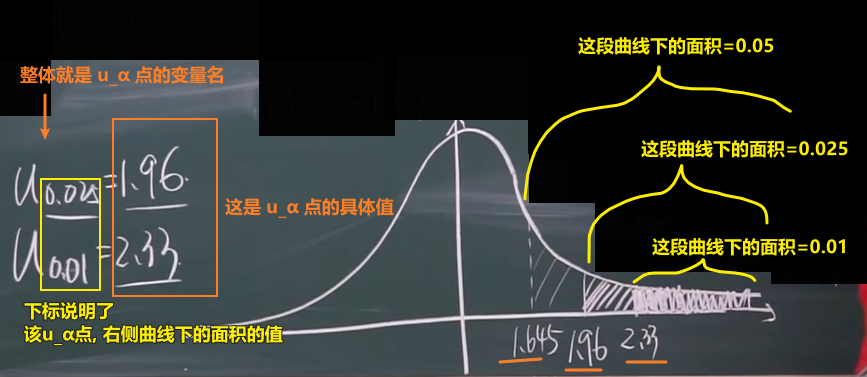 这段曲线下的面积=0.05
整体就是 u_α 点的变量名
这段曲线下的面积=0.025
u0.025=1.96
这是 u_α 点的具体值
这段曲线下的面积=0.01
u0.01=2.33
下标说明了
该u_α点, 右侧曲线下的面积的值
1.645 1.96 2.33